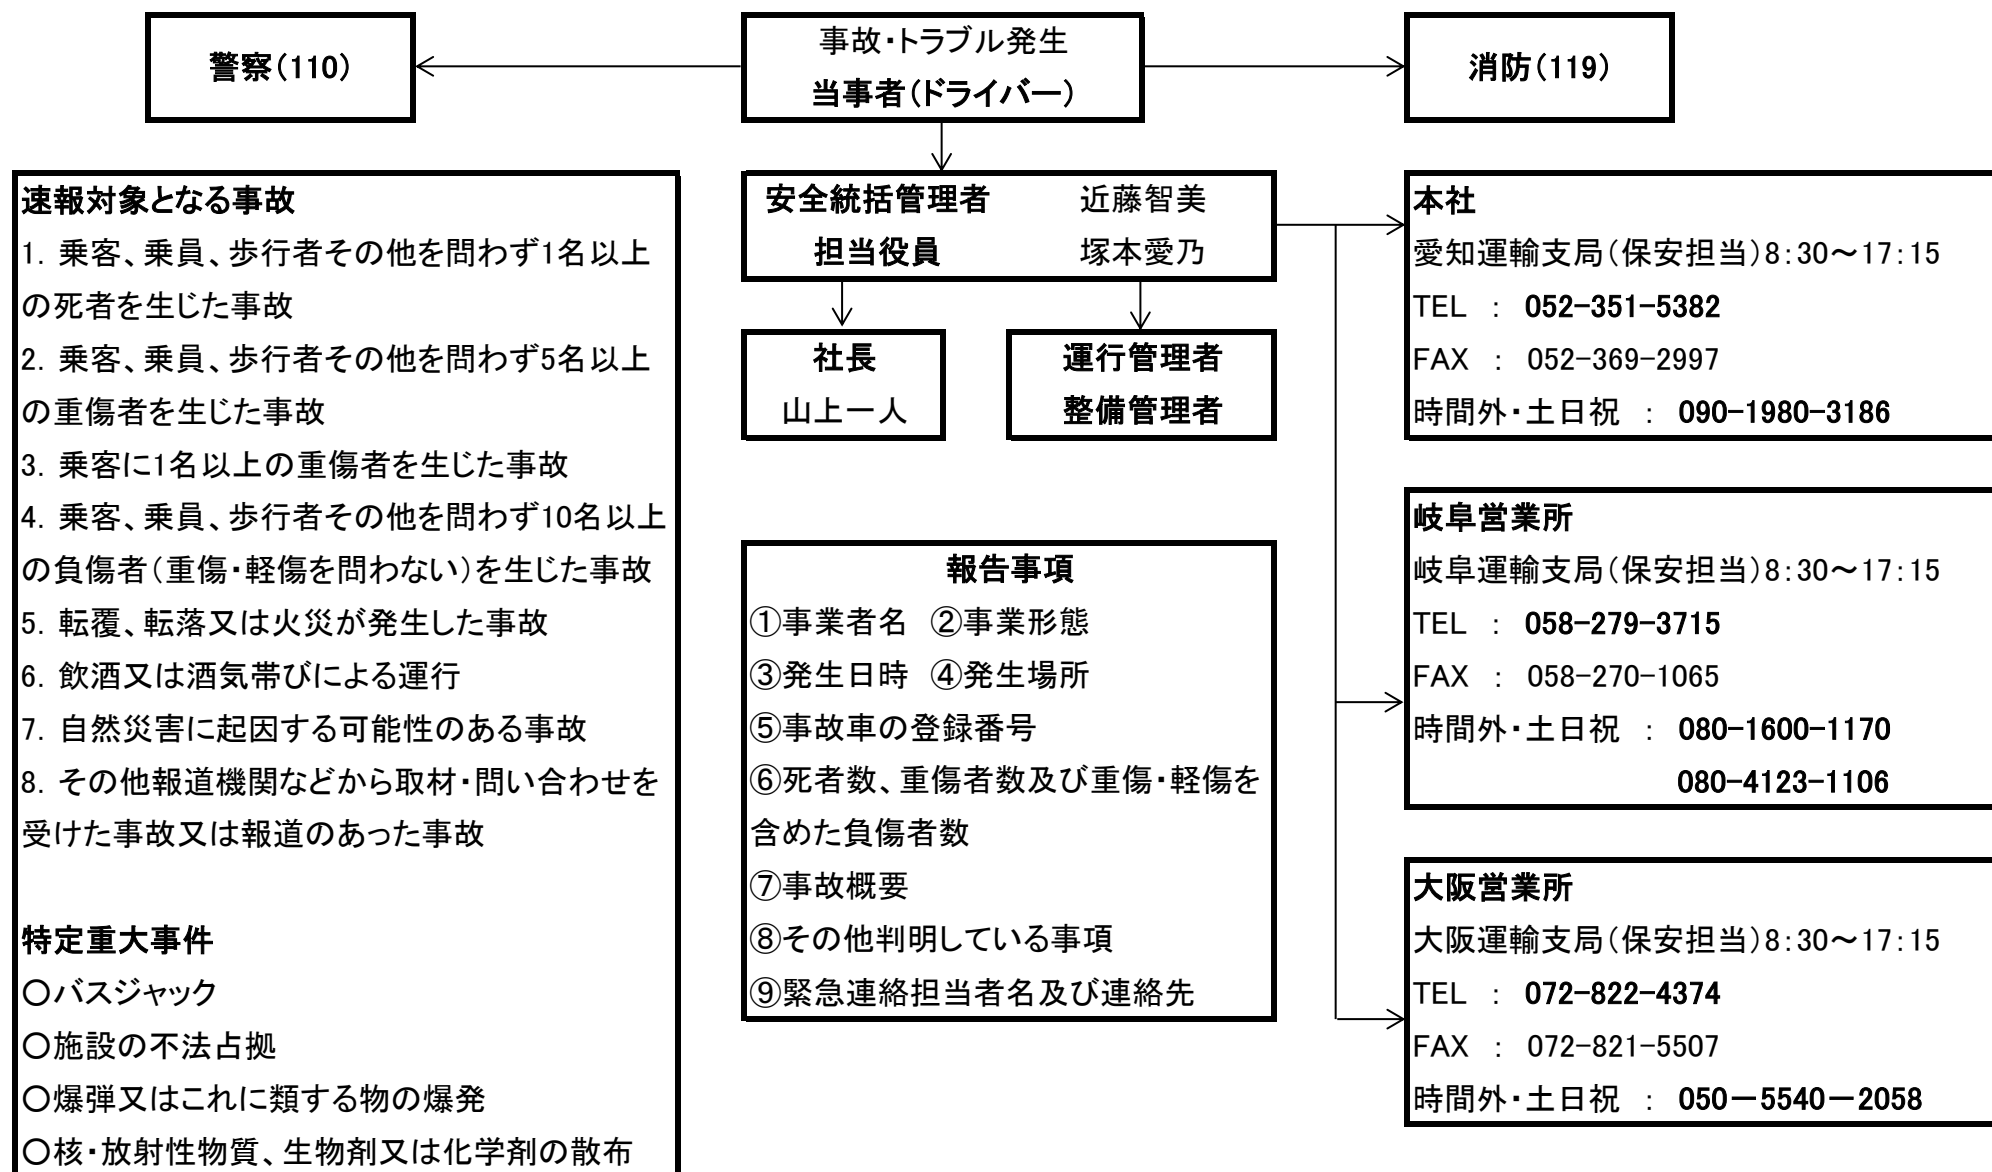 警察(110)
事故・トラブル発生
当事者(ドライバー)
消防(119)
速報対象となる事故
1. 乗客、乗員、歩行者その他を問わず1名以上
の死者を生じた事故
2. 乗客、乗員、歩行者その他を問わず5名以上
の重傷者を生じた事故
3. 乗客に1名以上の重傷者を生じた事故
4. 乗客、乗員、歩行者その他を問わず10名以上
の負傷者(重傷・軽傷を問わない)を生じた事故
5. 転覆、転落又は火災が発生した事故
6. 飲酒又は酒気帯びによる運行
7. 自然災害に起因する可能性のある事故
8. その他報道機関などから取材・問い合わせを
受けた事故又は報道のあった事故
特定重大事件
〇バスジャック
〇施設の不法占拠
〇爆弾又はこれに類する物の爆発
〇核・放射性物質、生物剤又は化学剤の散布
安全統括管理者 近藤智美
担当役員 塚本愛乃
社長
山上一人
運行管理者
整備管理者
報告事項
①事業者名 ②事業形態
③発生日時 ④発生場所
⑤事故車の登録番号
⑥死者数、重傷者数及び重傷・軽傷を
含めた負傷者数
⑦事故概要
⑧その他判明している事項
⑨緊急連絡担当者名及び連絡先
本社
愛知運輸支局(保安担当)8:30~17:15
TEL : 052-351-5382
FAX : 052-369-2997
時間外・土日祝 : 090-1980-3186
岐阜営業所
岐阜運輸支局(保安担当)8:30~17:15
TEL : 058-279-3715
FAX : 058-270-1065
時間外・土日祝 : 080-1600-1170
080-4123-1106
大阪営業所
大阪運輸支局(保安担当)8:30~17:15
TEL : 072-822-4374
FAX : 072-821-5507
時間外・土日祝 : 050-5540-2058